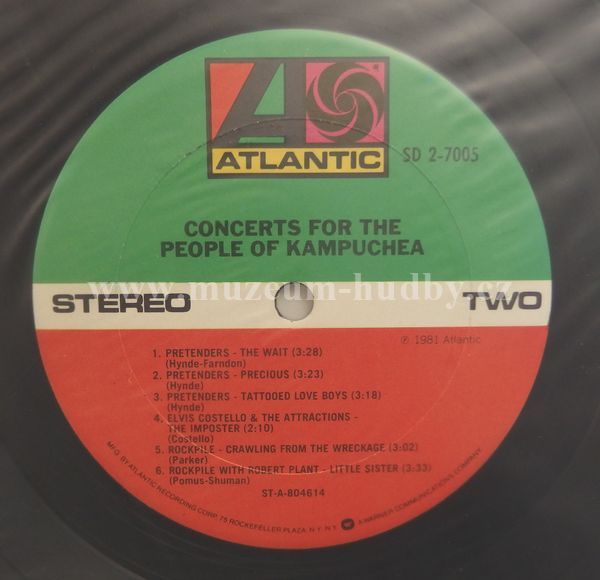 ATLANTIC
SD 2-7005
CONCERTS FOR THE
PEOPLE OF KAMPUCHEA
www.muzeum-hudby.cz
STEREO TWO
℗ 1981 Atlantic
1. PRETENDERS - THE WAIT (3:28)
(Hynde-Farndon)
2. PRETENDERS - PRECIOUS (3:23)
(Hynde)
3. PRETENDERS - TATTOOED LOVE BOYS (3:18)
(Hynde)
4. ELVIS COSTELLO & THE ATTRACTIONS -
THE IMPOSTER (2:10)
(Costello)
5. ROCKPILE - CRAWLING FROM THE WRECKAGE (3:02)
(Parker)
6. ROCKPILE WITH ROBERT PLANT - LITTLE SISTER (3:33)
(Pomus-Shuman)
ST-A-804614
MFG. BY ATLANTIC RECORDING CORP. 75 ROCKEFELLER PLAZA, N.Y. N.Y. A WARNER COMMUNICATIONS COMPANY